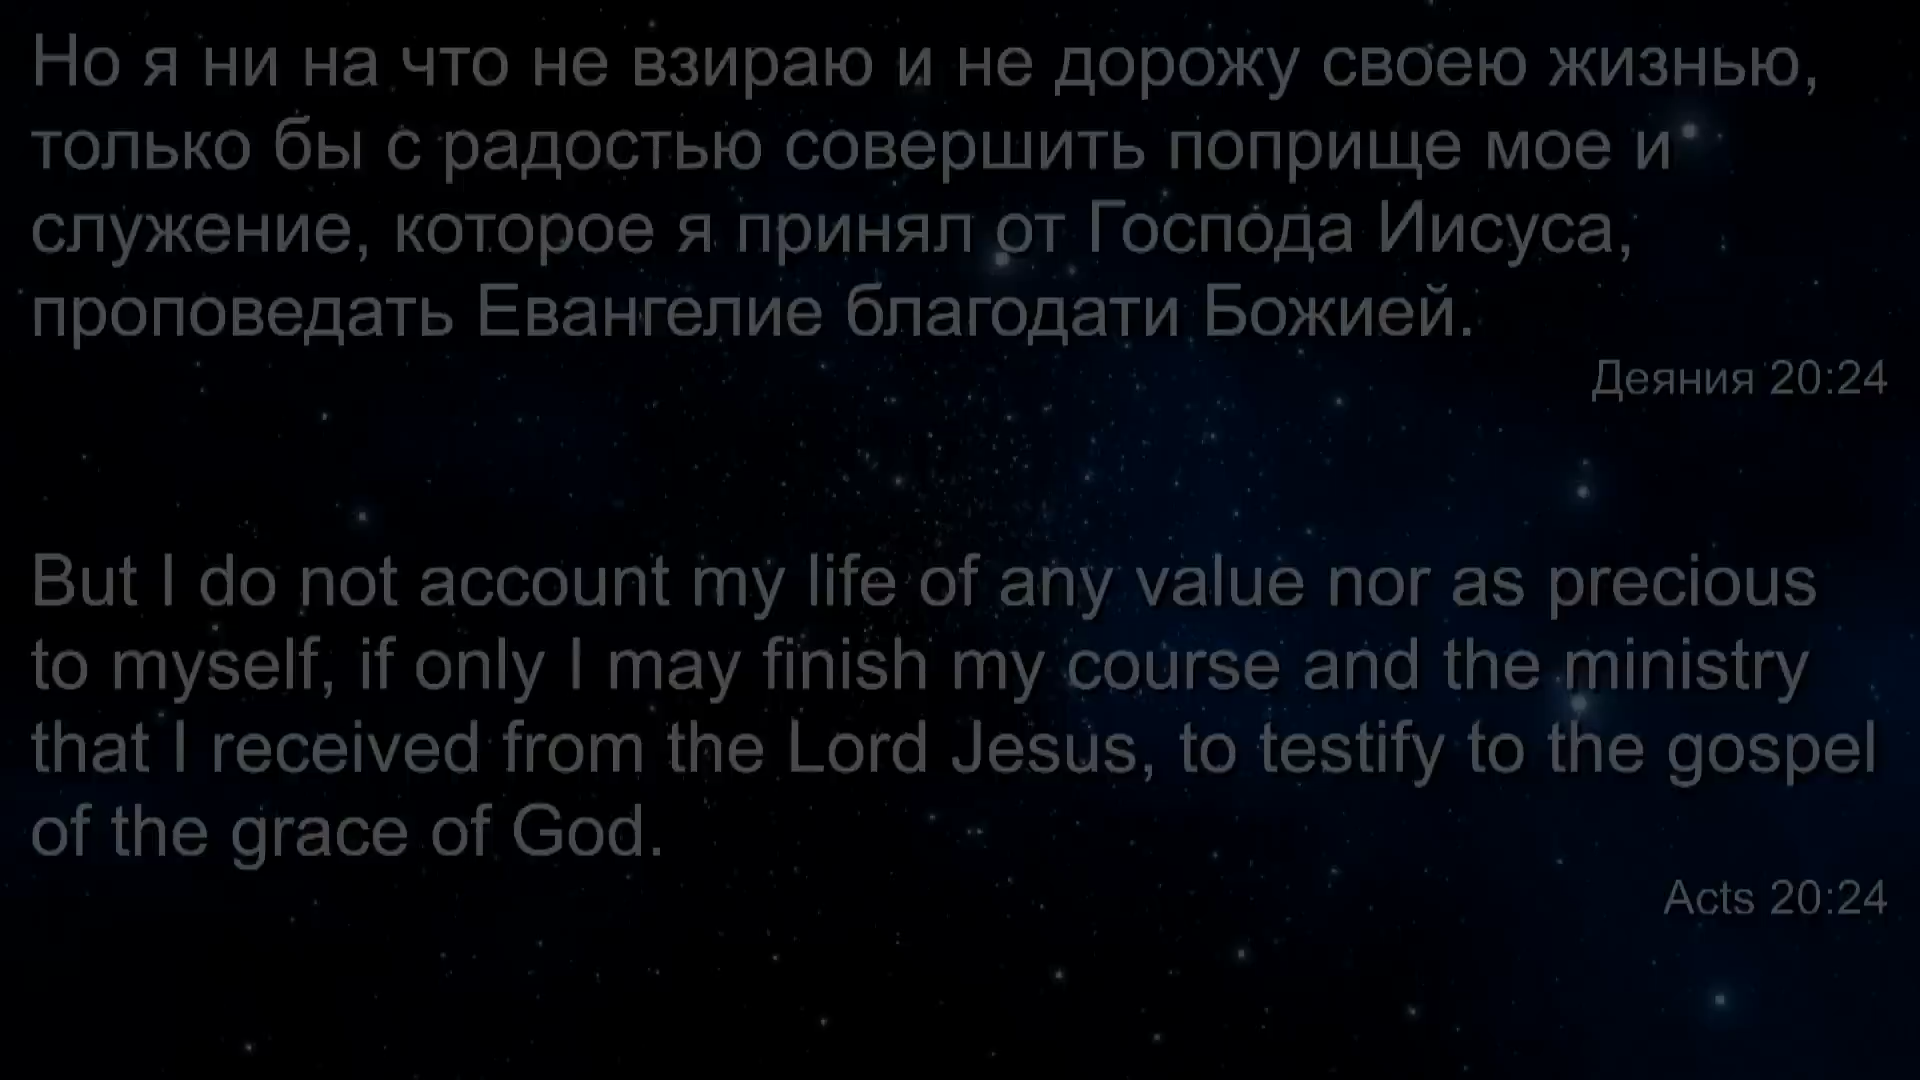 Но я ни на что не взираю и не дорожу своею жизнью,
только бы с радостью совершить поприще мое и
служение, которое я принял от Господа Иисуса,
проповедать Евангелие благодати Божией.
Деяния 20:24
But I do not account my life of any value nor as precious
to myself, if only I may finish my course and the ministry
that I received from the Lord Jesus, to testify to the gospel
of the grace of God.
Acts 20:24